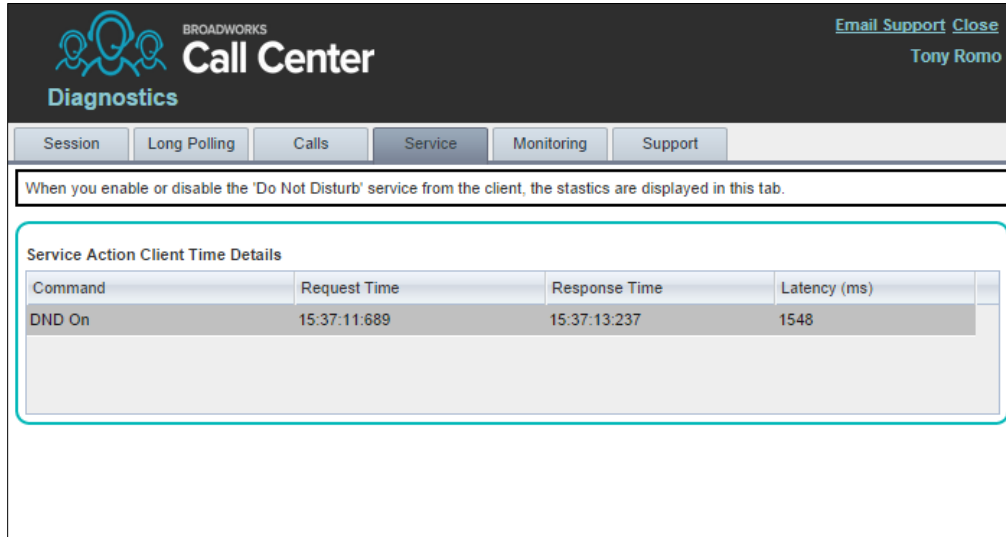 BROADWORKS
Call Center
Diagnostics
Email Support Close
Tony Romo
Session Long Polling Calls Service Monitoring Support
When you enable or disable the 'Do Not Disturb' service from the client, the stastics are displayed in this tab.
Service Action Client Time Details
Command Request Time Response Time Latency (ms)
DND On 15:37:11:689 15:37:13:237 1548